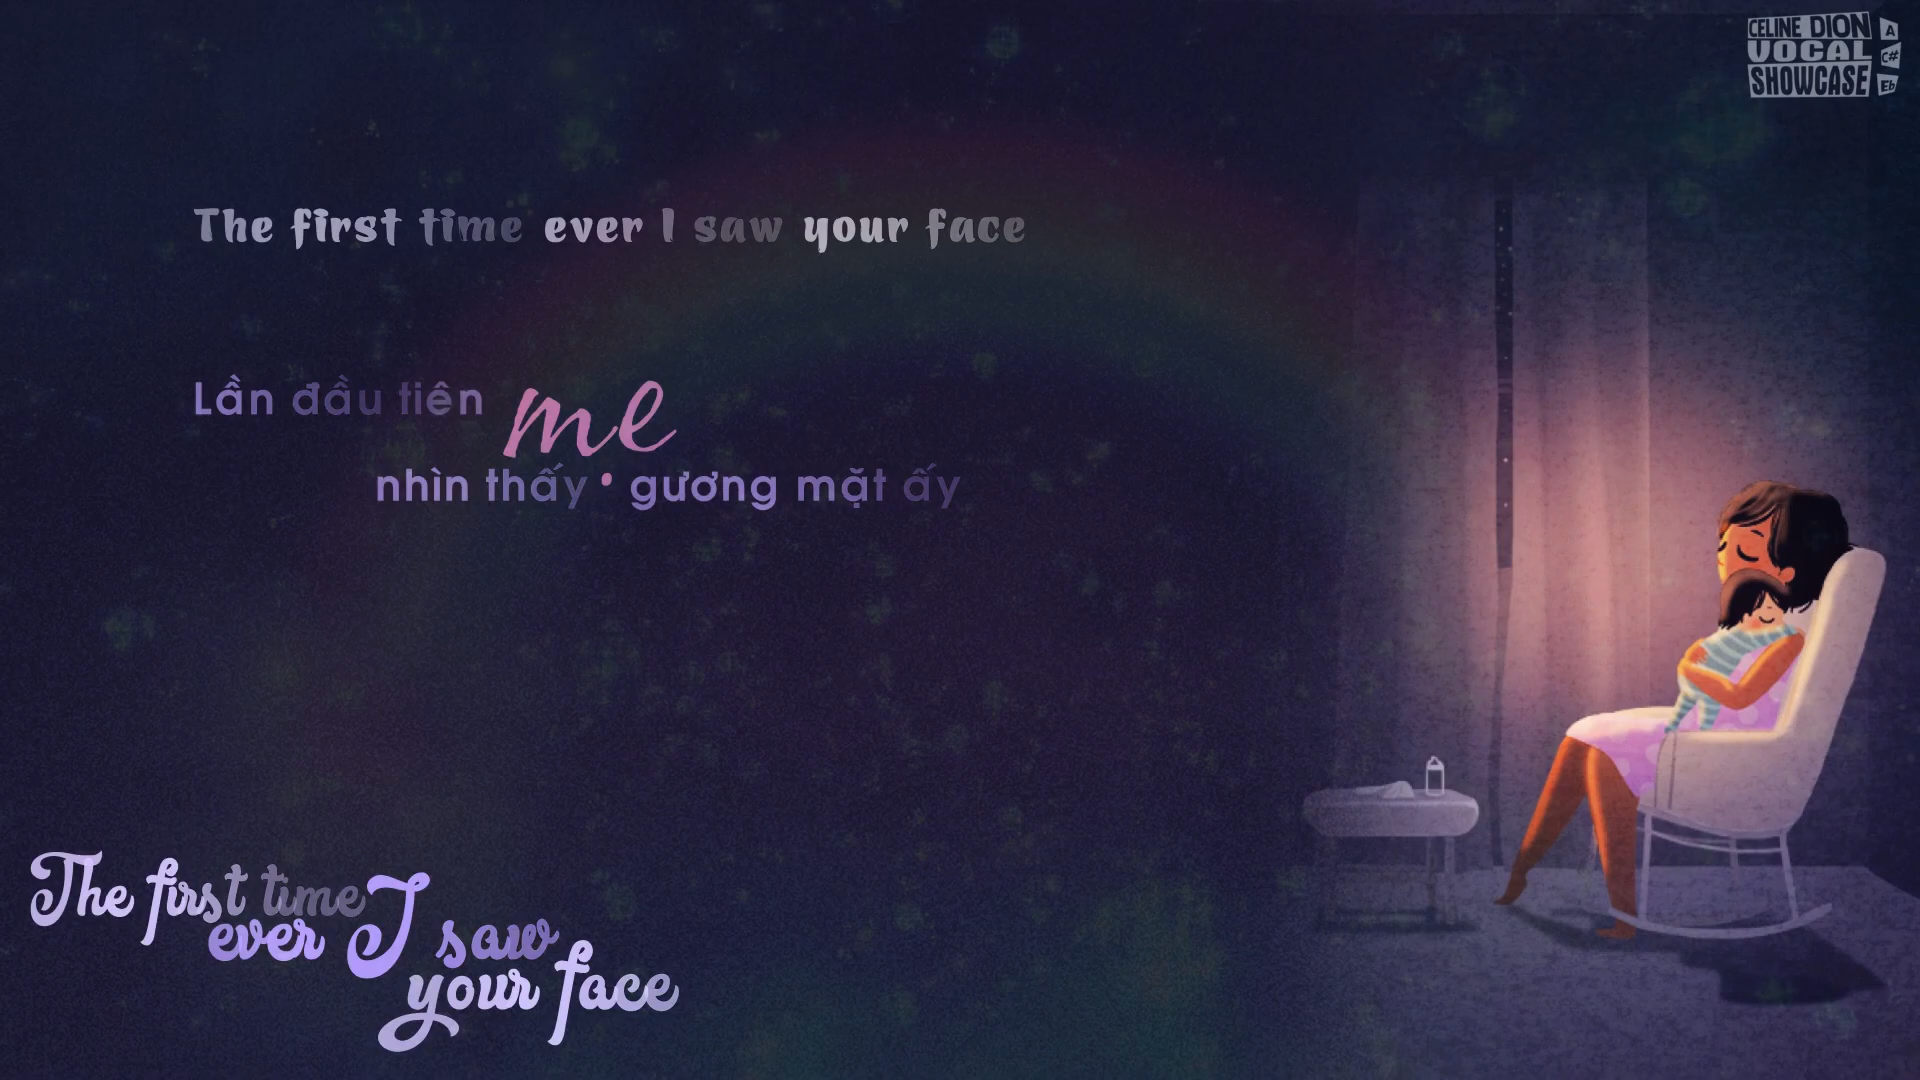 CELINE DION A
VOCAL C#
SHOWCASE Eb
The first time ever I saw your face
Lần đầu tiên mẹ
nhìn thấy gương mặt ấy
The first time
ever I saw
your face